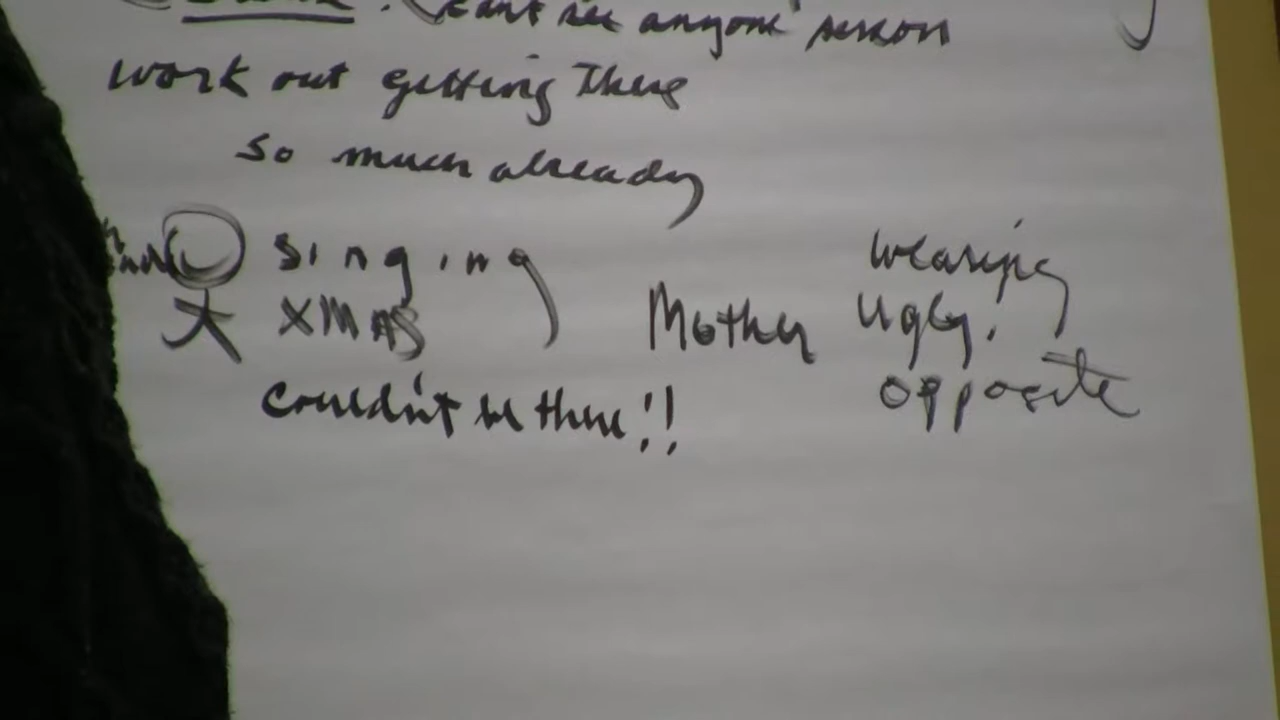 can't see anyone person
work out getting there
so much already
singing
XMAS
couldn't be there!!
Mother
wearing
ugly.
opposite